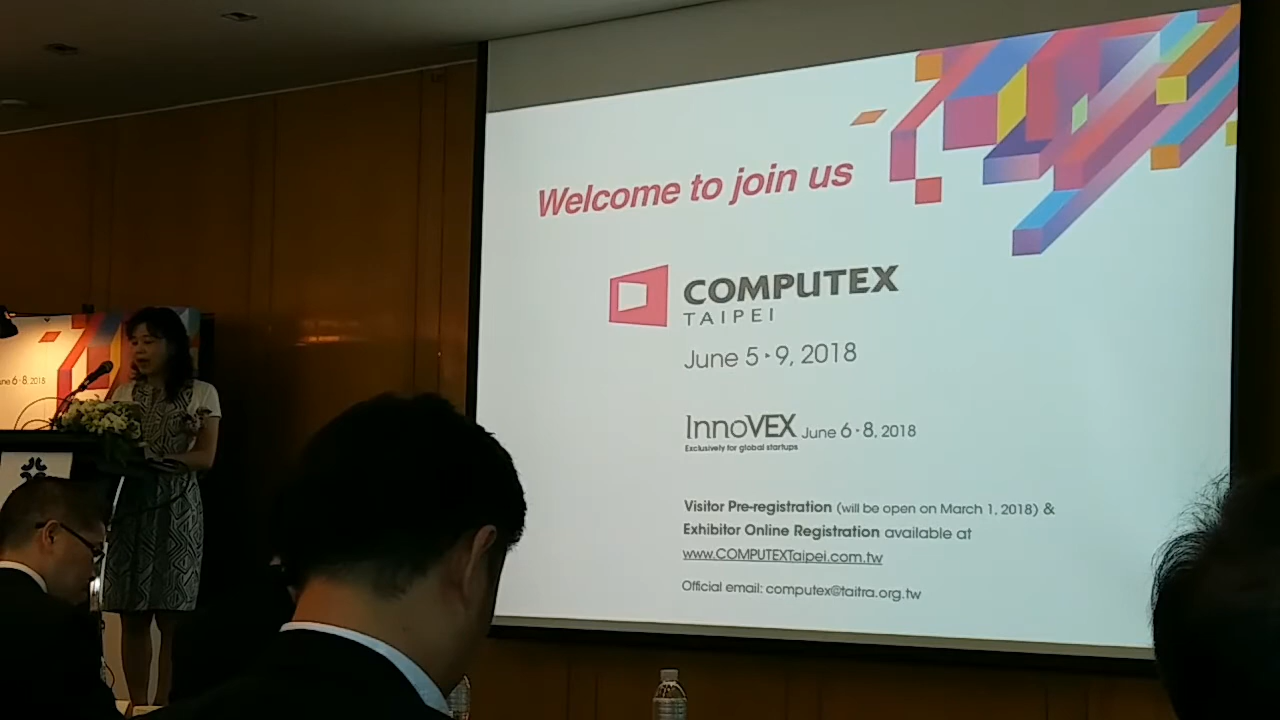 Welcome to join us
COMPUTEX
TAIPEI
June 5 · 9, 2018
InnoVEX June 6 · 8, 2018
Exclusively for global startups
Visitor Pre-registration (will be open on March 1, 2018) &
Exhibitor Online Registration available at
www.COMPUTEXTaipei.com.tw
Official email: computex@taitra.org.tw
une 6 · 8, 2018